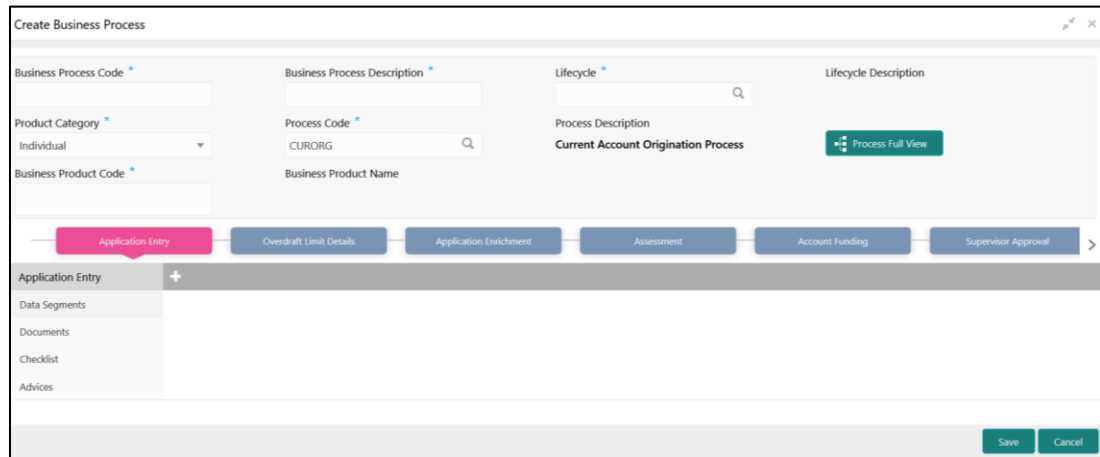 Create Business Process
Business Process Code *
Business Process Description *
Lifecycle *
Lifecycle Description
Product Category *
Process Code *
Process Description
Individual
CURORG
Current Account Origination Process
Process Full View
Business Product Code *
Business Product Name
Application Entry
Overdraft Limit Details
Application Enrichment
Assessment
Account Funding
Supervisor Approval
Application Entry
Data Segments
Documents
Checklist
Advices
Save
Cancel